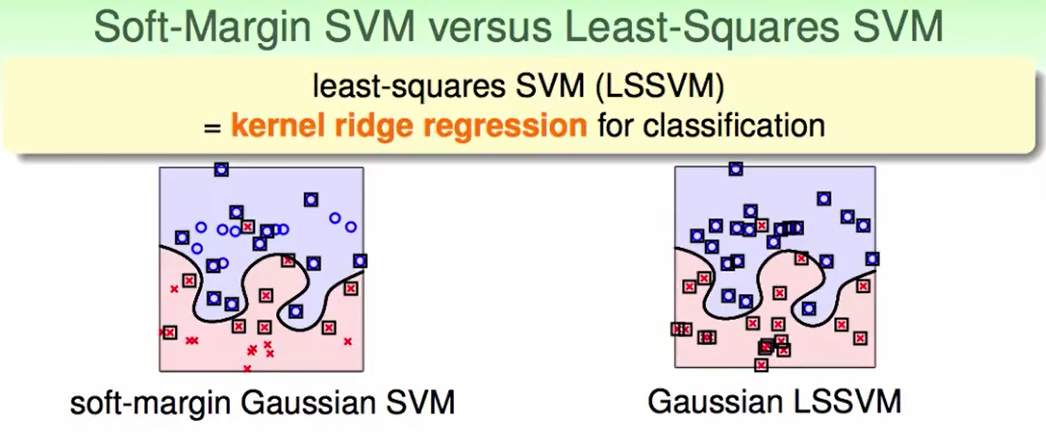 Soft-Margin SVM versus Least-Squares SVM
least-squares SVM (LSSVM)
= kernel ridge regression for classification
soft-margin Gaussian SVM
Gaussian LSSVM